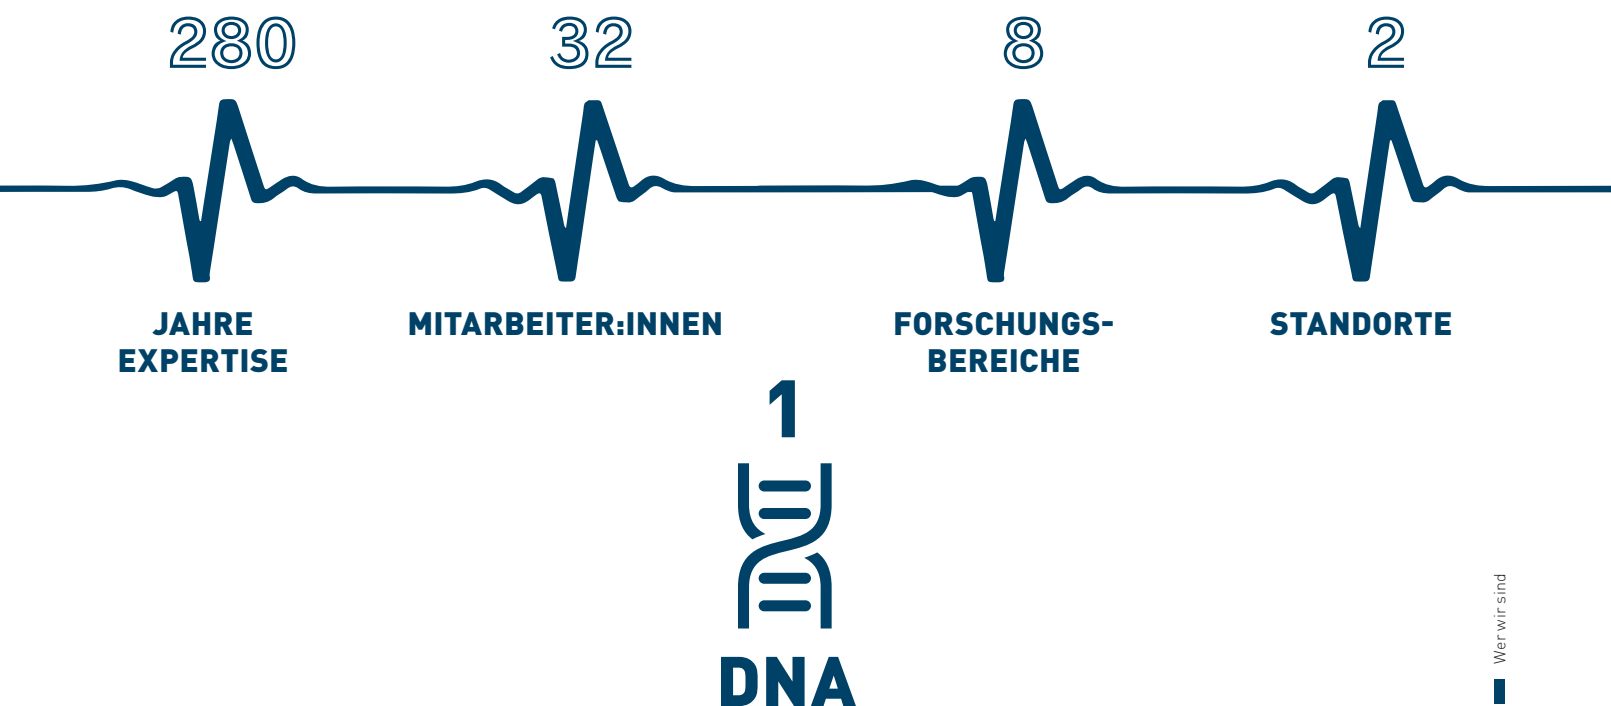 280
JAHRE
EXPERTISE
32
MITARBEITER:INNEN
8
FORSCHUNGS-
BEREICHE
2
STANDORTE
1
DNA
Wer wir sind